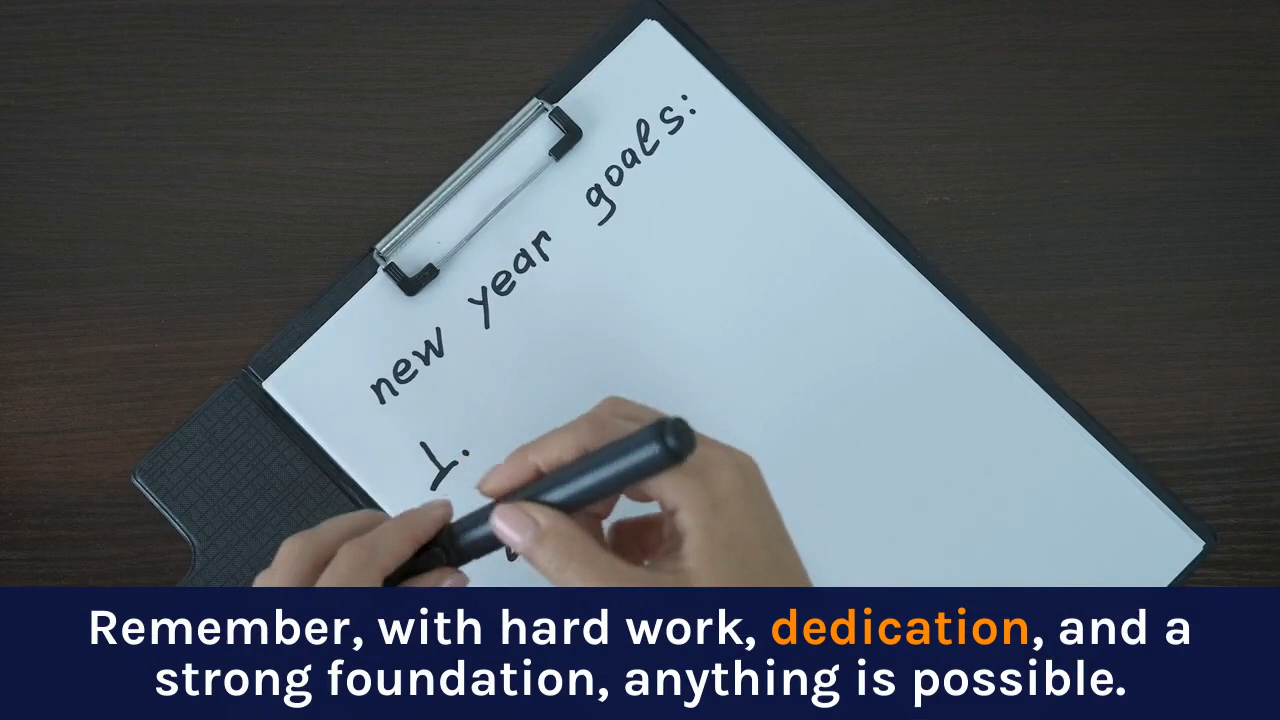 new year goals:
1.
Remember, with hard work, dedication, and a
strong foundation, anything is possible.